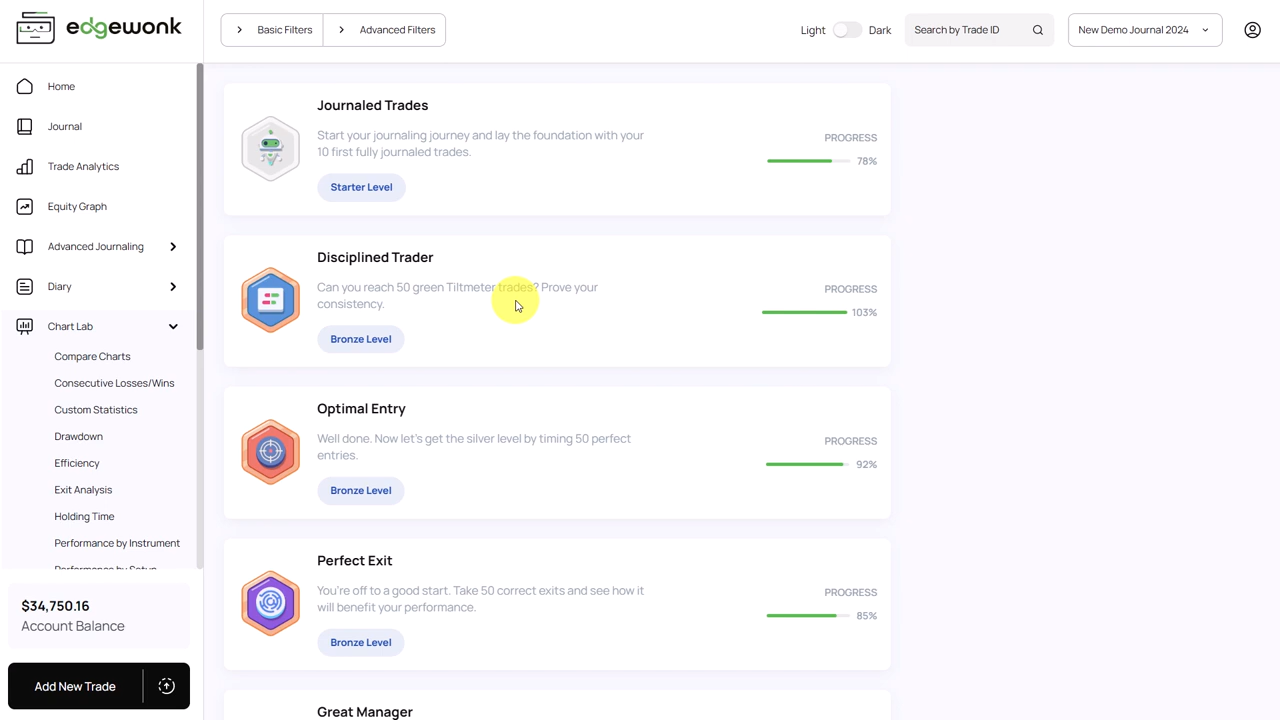 edgewonk
Basic Filters
Advanced Filters
Light
Dark
Search by Trade ID
New Demo Journal 2024
Home
Journal
Trade Analytics
Equity Graph
Advanced Journaling
Diary
Chart Lab
Compare Charts
Consecutive Losses/Wins
Custom Statistics
Drawdown
Efficiency
Exit Analysis
Holding Time
Performance by Instrument
Performance by Setup
$34,750.16
Account Balance
Add New Trade
Journaled Trades
Start your journaling journey and lay the foundation with your
10 first fully journaled trades.
Starter Level
PROGRESS
78%
Disciplined Trader
Can you reach 50 green Tiltmeter trades? Prove your
consistency.
Bronze Level
PROGRESS
103%
Optimal Entry
Well done. Now let's get the silver level by timing 50 perfect
entries.
Bronze Level
PROGRESS
92%
Perfect Exit
You're off to a good start. Take 50 correct exits and see how it
will benefit your performance.
Bronze Level
PROGRESS
85%
Great Manager